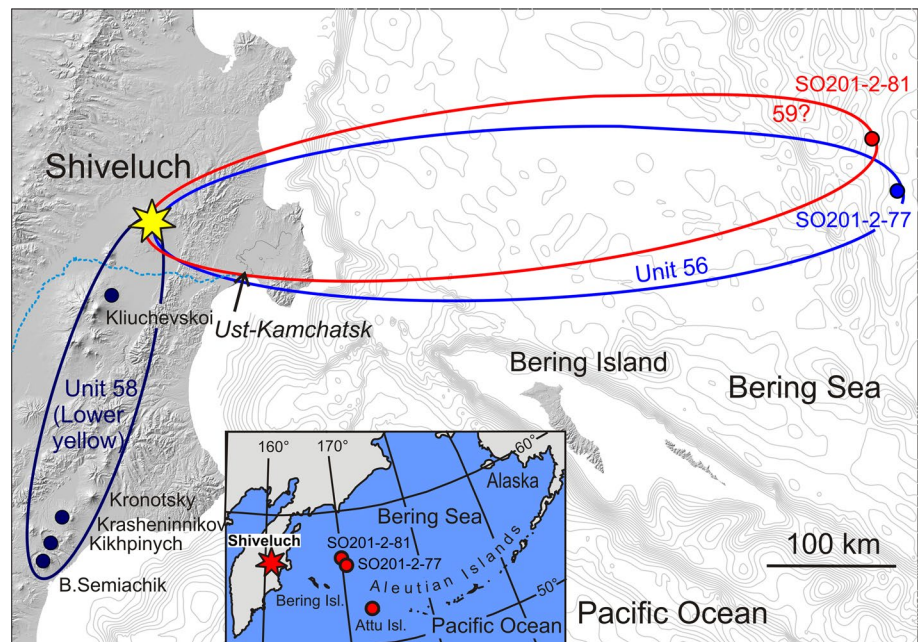 SO201-2-81
59?
Shiveluch
SO201-2-77
Unit 56
Kliuchevskoi
Ust-Kamchatsk
Bering Island
Bering Sea
Unit 58
(Lower
yellow)
160°
170°
60°
Alaska
Kronotsky
Krasheninnikov
Kikhpinych
B.Semiachik
Bering Sea
Shiveluch
SO201-2-81
SO201-2-77
Bering Isl.
Aleutian Islands
50°
Attu Isl.
Pacific Ocean
100 km
Pacific Ocean